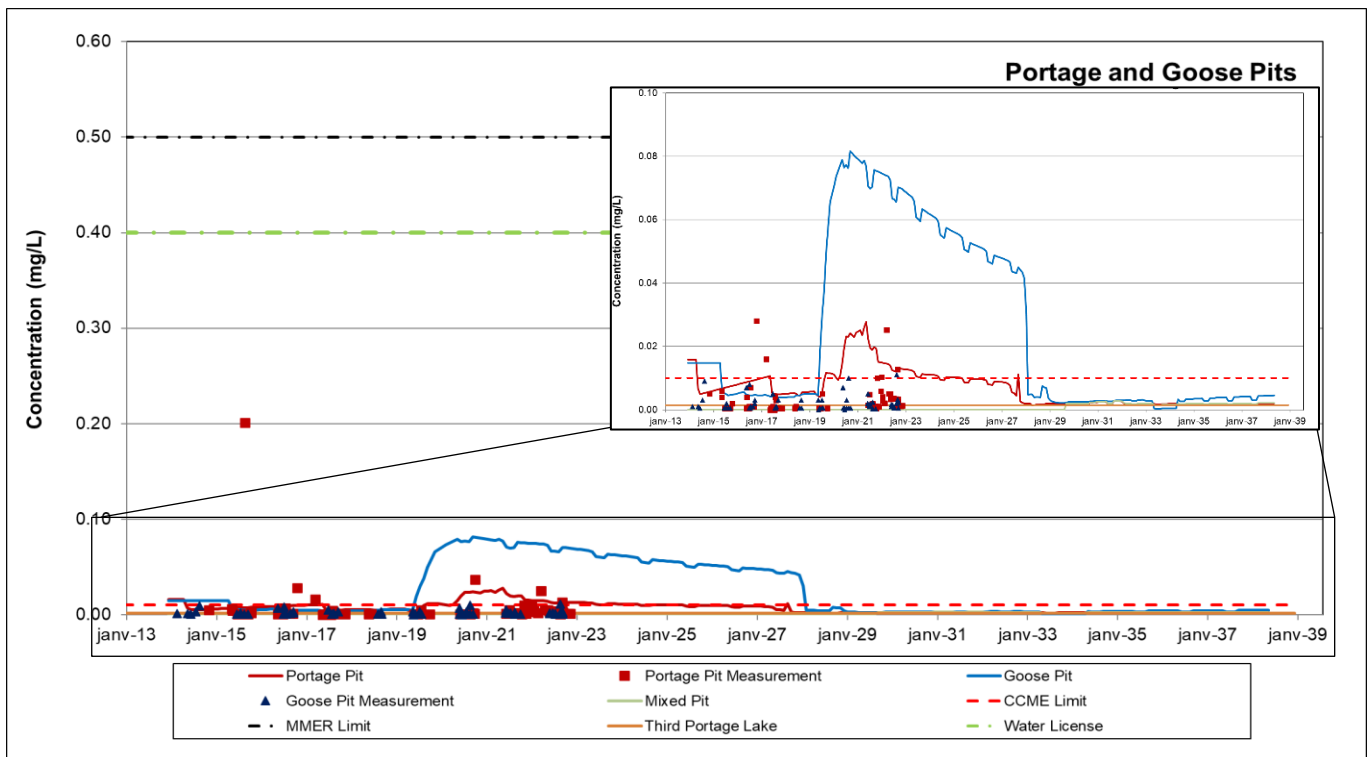 Portage and Goose Pits
Concentration (mg/L)
0.60
0.50
0.40
0.30
0.20
0.10
0.00
janv-13 janv-15 janv-17 janv-19 janv-21 janv-23 janv-25 janv-27 janv-29 janv-31 janv-33 janv-35 janv-37 janv-39
Concentration (mg/L)
0.10
0.08
0.06
0.04
0.02
0.00
janv-13 janv-15 janv-17 janv-19 janv-21 janv-23 janv-25 janv-27 janv-29 janv-31 janv-33 janv-35 janv-37 janv-39
Portage Pit Portage Pit Measurement Goose Pit
Goose Pit Measurement Mixed Pit CCME Limit
MMER Limit Third Portage Lake Water License